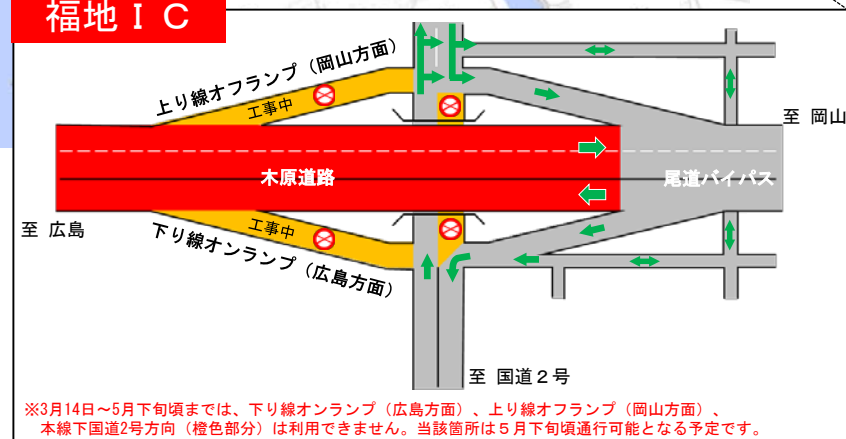 福地ＩＣ
上り線オフランプ（岡山方面）
工事中
至 岡山
木原道路
尾道バイパス
至 広島
工事中
下り線オンランプ（広島方面）
至 国道２号
※3月14日～5月下旬頃までは、下り線オンランプ（広島方面）、上り線オフランプ（岡山方面）、
本線下国道2号方向（橙色部分）は利用できません。当該箇所は５月下旬頃通行可能となる予定です。